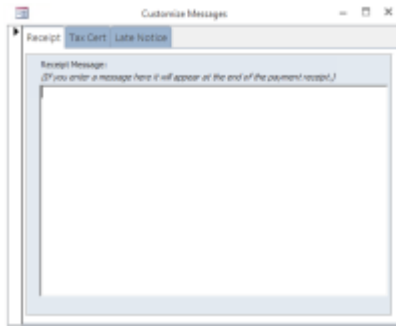 Customize Messages
Receipt Tax Cert Late Notice
Receipt Message:
(If you enter a message here it will appear at the end of the payment receipt.)